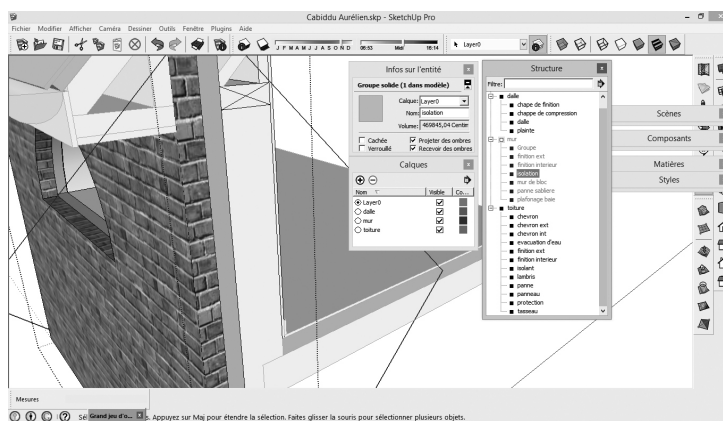 Cabiddu Aurélien.skp - SketchUp Pro
Fichier Modifier Afficher Caméra Dessiner Outils Fenêtre Plugins Aide
J F M A M J J A S O N D 06:53 Midi 16:14 Layer0
Infos sur l'entité
Groupe solide (1 dans modèle)
Calque: Layer0
Nom: isolation
Volume: 469845,04 Centim
Cachée Projeter des ombres
Verrouillé Recevoir des ombres
Calques
Nom Visible Co...
Layer0
dalle
mur
toiture
Structure
Filtre:
dalle
chape de finition
chappe de compression
dalle
plainte
mur
Groupe
finition ext
finition interieur
isolation
mur de bloc
panne sabliere
plafonage baie
toiture
chevron
chevron ext
chevron int
evacuation d'eau
finition ext
finition interieur
isolant
lambris
panne
panneau
protection
tasseau
Scènes
Composants
Matières
Styles
Mesures
Sél Grand jeu d'o... s. Appuyez sur Maj pour étendre la sélection. Faites glisser la souris pour sélectionner plusieurs objets.